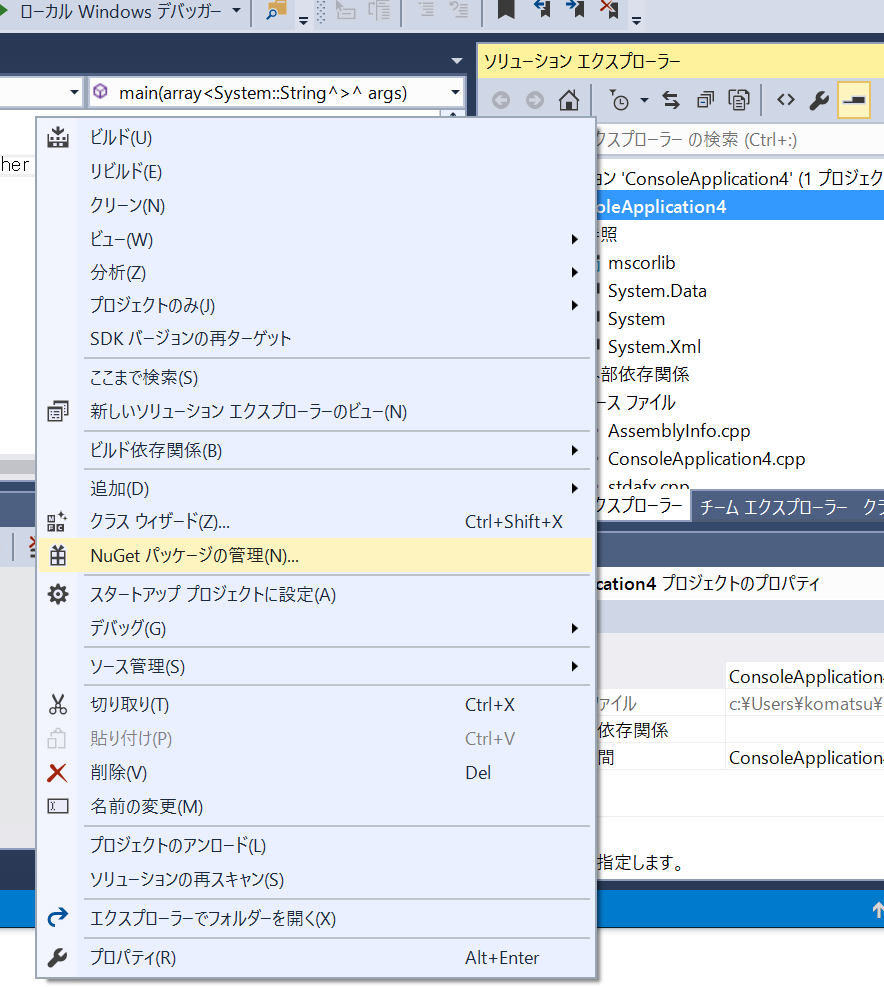 ローカル Windows デバッガー
ソリューション エクスプローラー
main(array<System::String^>^ args)
クスプローラー の検索 (Ctrl+:)
her
ビルド(U)
リビルド(E)
クリーン(N)
ビュー(W)
分析(Z)
プロジェクトのみ(J)
SDK バージョンの再ターゲット
ここまで検索(S)
新しいソリューション エクスプローラーのビュー(N)
ビルド依存関係(B)
追加(D)
クラス ウィザード(Z)... Ctrl+Shift+X
NuGet パッケージの管理(N)...
スタートアップ プロジェクトに設定(A)
デバッグ(G)
ソース管理(S)
切り取り(T) Ctrl+X
貼り付け(P) Ctrl+V
削除(V) Del
名前の変更(M)
プロジェクトのアンロード(L)
ソリューションの再スキャン(S)
エクスプローラーでフォルダーを開く(X)
プロパティ(R) Alt+Enter
ョン 'ConsoleApplication4' (1 プロジェク
oleApplication4
照
mscorlib
System.Data
System
System.Xml
部依存関係
ース ファイル
AssemblyInfo.cpp
ConsoleApplication4.cpp
stdafx.cpp
クスプローラー チーム エクスプローラー クラ
cation4 プロジェクトのプロパティ
ConsoleApplication4
ァイル c:¥Users¥komatsu¥
依存関係
間 ConsoleApplication4
指定します。